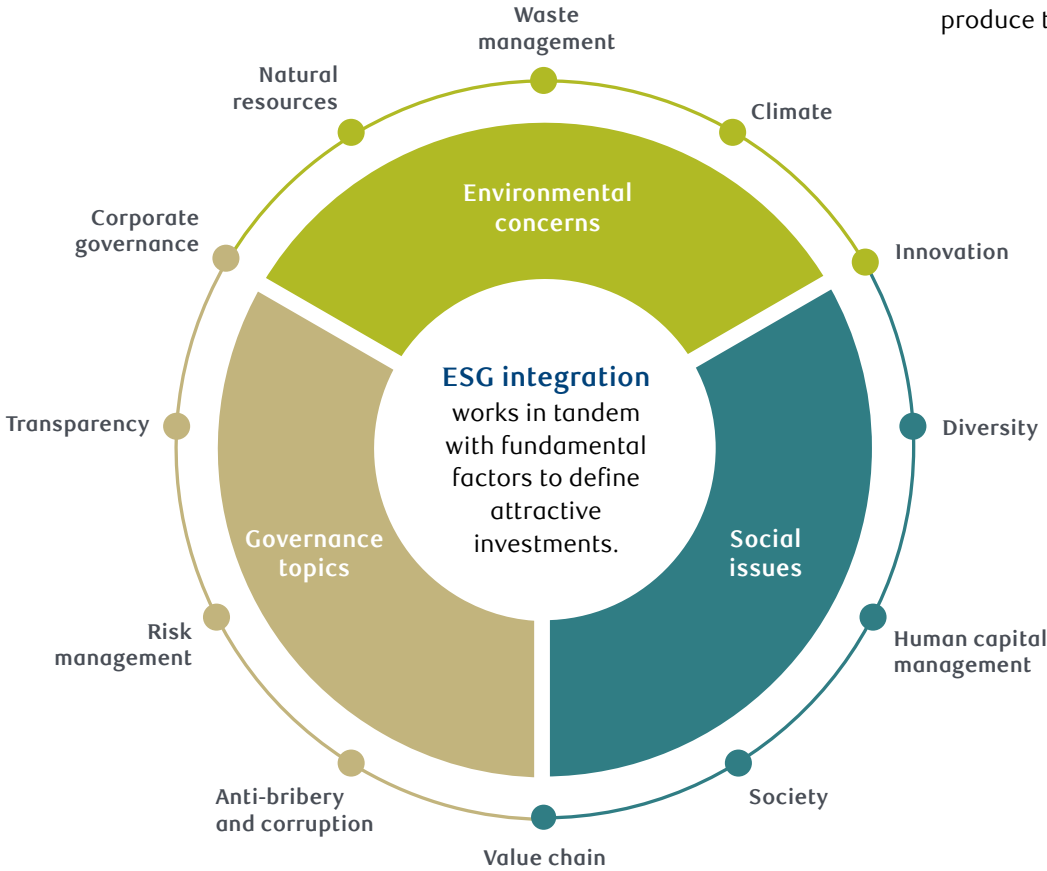 produce t
Waste
management
Natural
resources
Climate
Corporate
governance
Environmental
concerns
Innovation
ESG integration
works in tandem
with fundamental
factors to define
attractive
investments.
Transparency
Diversity
Governance
topics
Social
issues
Risk
management
Human capital
management
Anti-bribery
and corruption
Society
Value chain